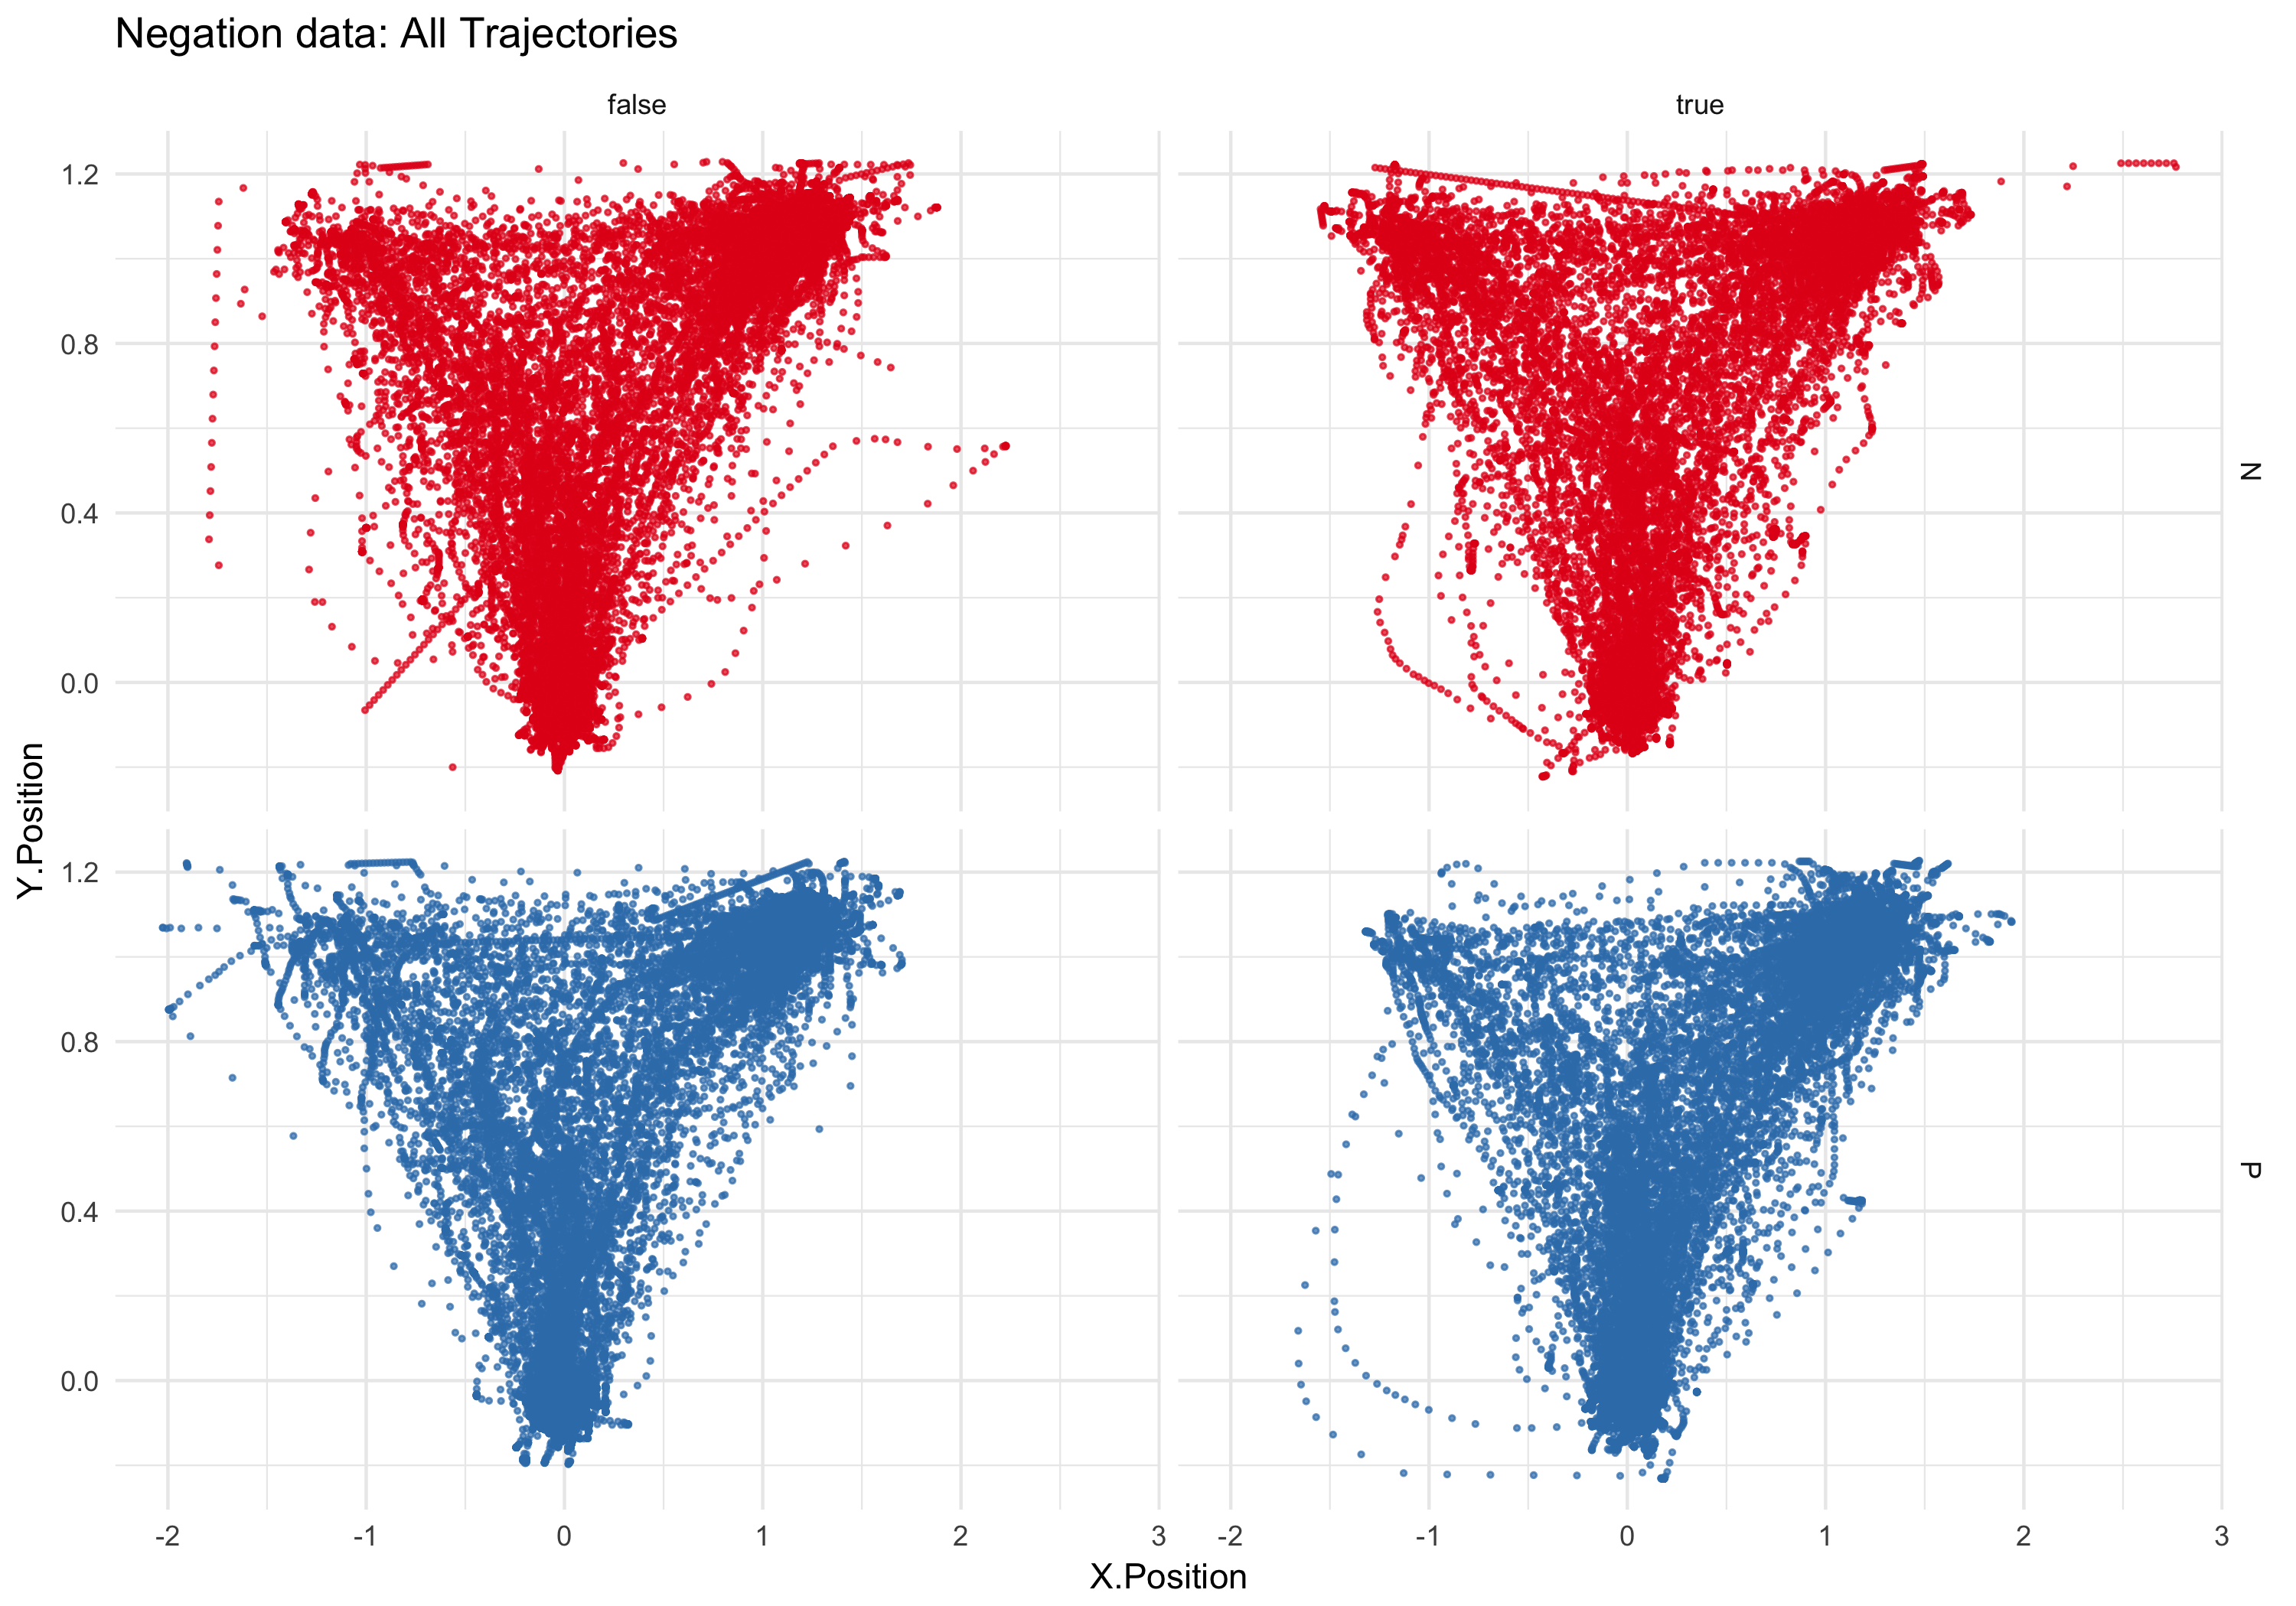 Negation data: All Trajectories
false
true
1.2
0.8
0.4
0.0
N
Y.Position
1.2
0.8
0.4
0.0
P
-2 -1 0 1 2 3 -2 -1 0 1 2 3
X.Position